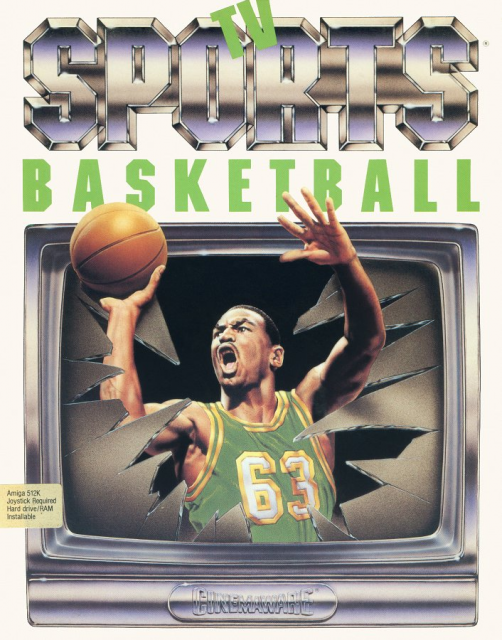 TV
SPORTS®
BASKETBALL
63
Amiga 512K
Joystick Required
Hard drive/RAM
Installable
CINEMAWARE®